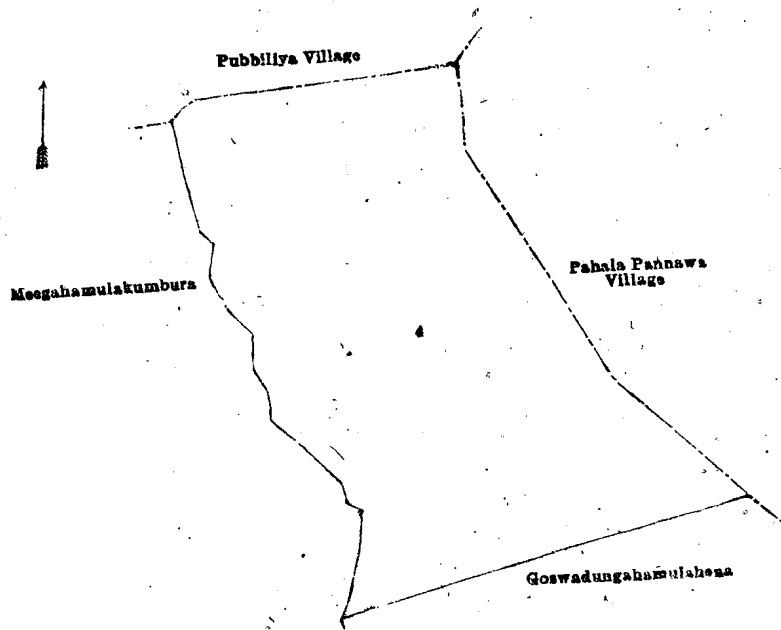 Pubbiliya Village
Meegahamulakumbura
Pahala Pannawa
Village
4
Goswadungahamulahena